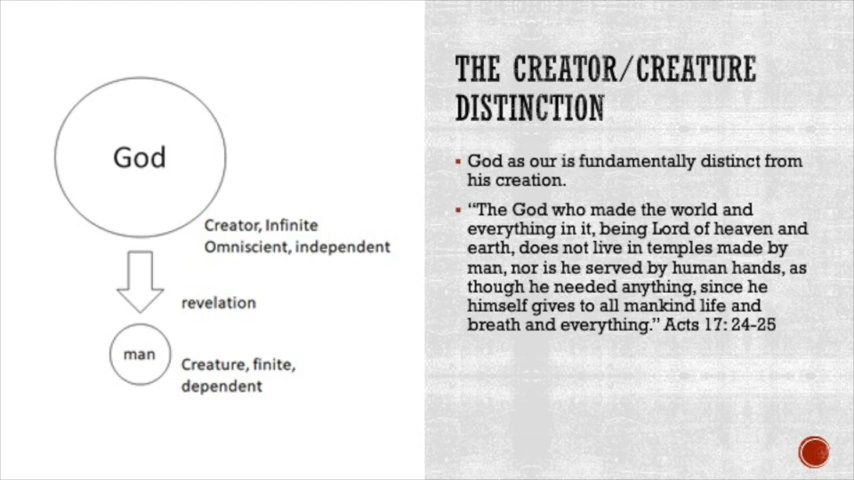 God
Creator, Infinite
Omniscient, independent
revelation
man
Creature, finite,
dependent
THE CREATOR/CREATURE
DISTINCTION
▪ God as our is fundamentally distinct from
his creation.
▪ “The God who made the world and
everything in it, being Lord of heaven and
earth, does not live in temples made by
man, nor is he served by human hands, as
though he needed anything, since he
himself gives to all mankind life and
breath and everything.” Acts 17: 24-25